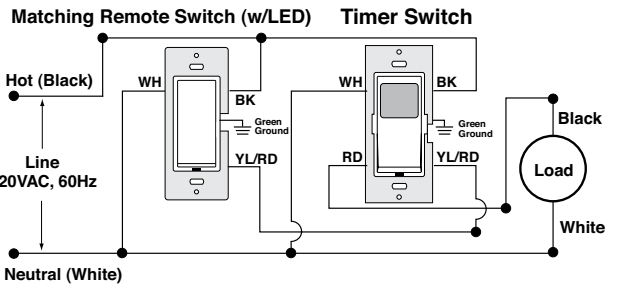 Matching Remote Switch (w/LED)
Timer Switch
Hot (Black)
WH
BK
Green
Ground
YL/RD
WH
BK
Green
Ground
RD
YL/RD
Black
Load
White
Line
20VAC, 60Hz
Neutral (White)